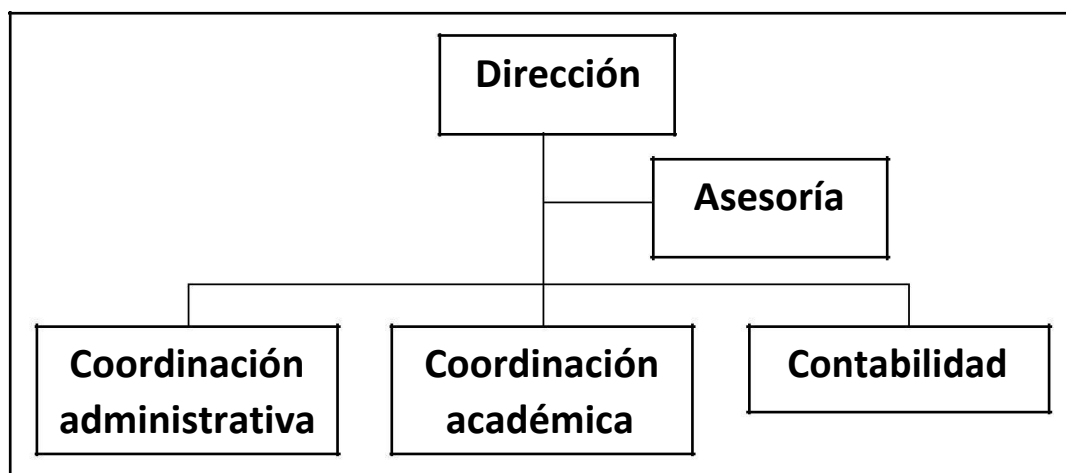 Dirección
Asesoría
Coordinación
administrativa
Coordinación
académica
Contabilidad